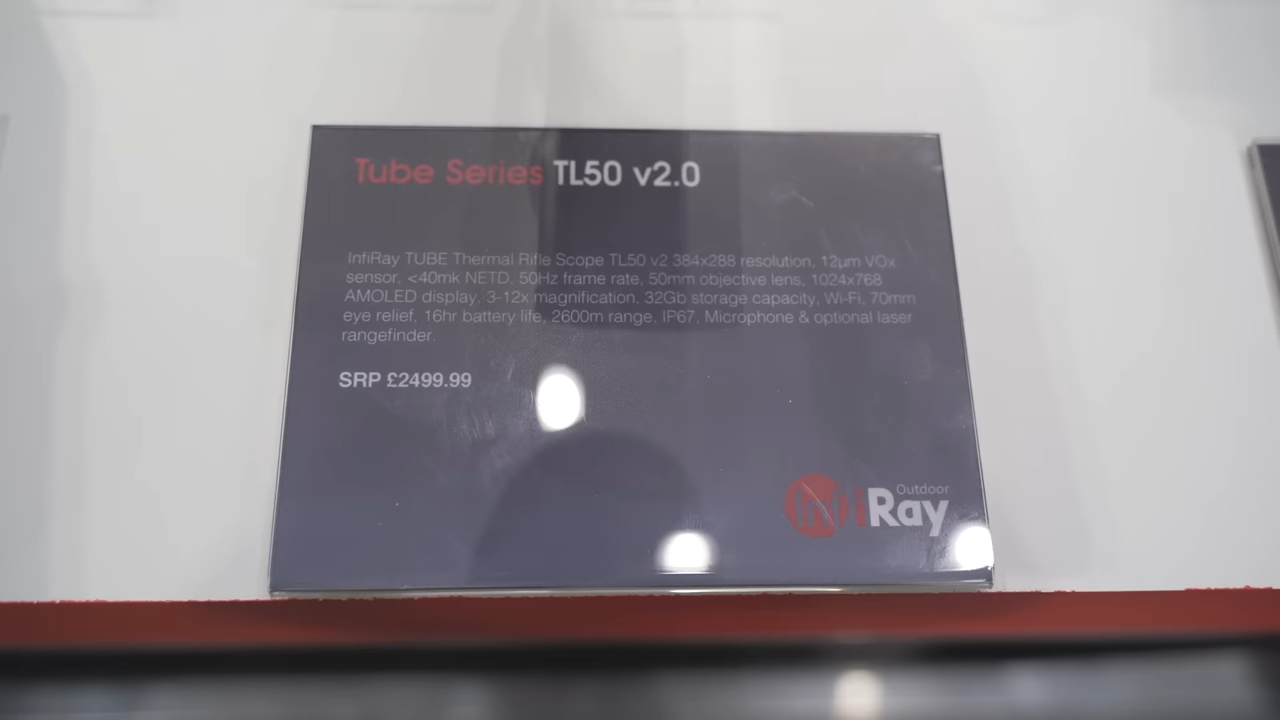 Tube Series TL50 v2.0
InfiRay TUBE Thermal Rifle Scope TL50 v2 384x288 resolution, 12µm VOx
sensor, <40mk NETD, 50Hz frame rate, 50mm objective lens, 1024x768
AMOLED display, 3-12x magnification, 32Gb storage capacity, Wi-Fi, 70mm
eye relief, 16hr battery life, 2600m range, IP67, Microphone & optional laser
rangefinder.
SRP £2499.99
Outdoor
InfiRay